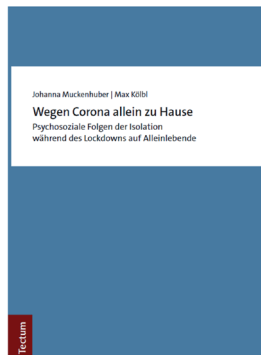 Johanna Muckenhuber | Max Kölbl
Wegen Corona allein zu Hause
Psychosoziale Folgen der Isolation
während des Lockdowns auf Alleinlebende
Tectum